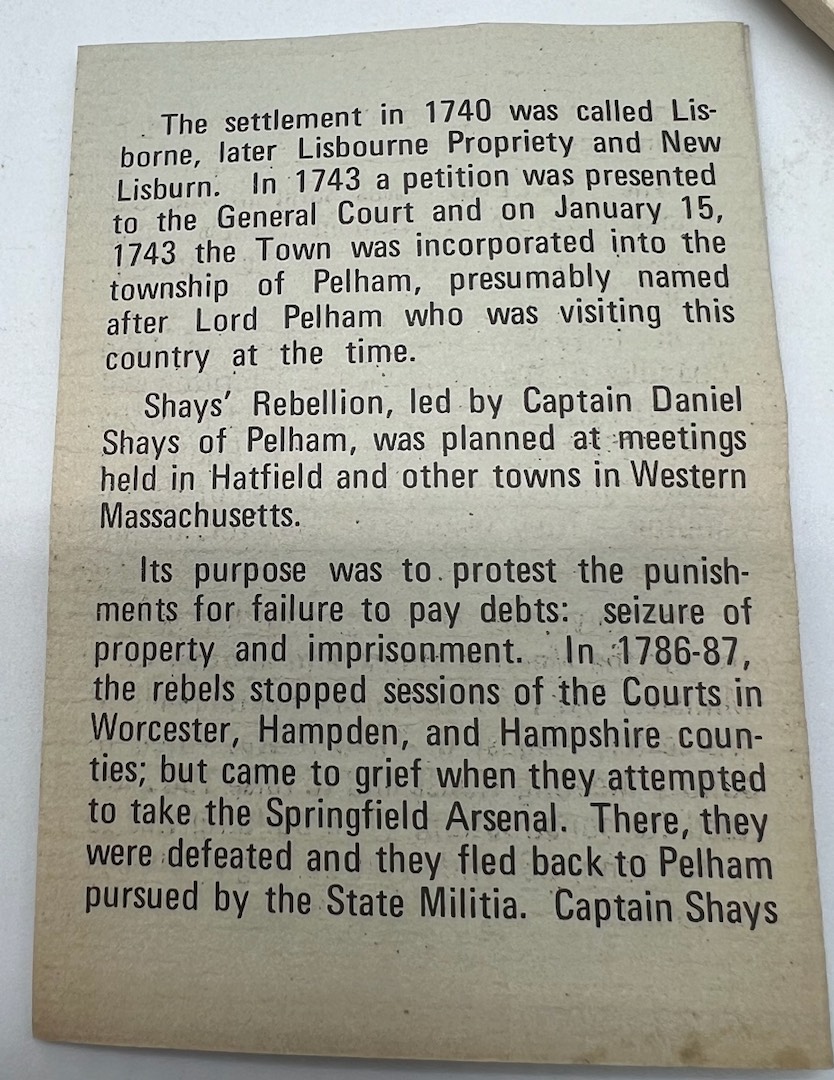 The settlement in 1740 was called Lis-
borne, later Lisbourne Propriety and New
Lisburn. In 1743 a petition was presented
to the General Court and on January 15,
1743 the Town was incorporated into the
township of Pelham, presumably named
after Lord Pelham who was visiting this
country at the time.
Shays' Rebellion, led by Captain Daniel
Shays of Pelham, was planned at meetings
held in Hatfield and other towns in Western
Massachusetts.
Its purpose was to protest the punish-
ments for failure to pay debts: seizure of
property and imprisonment. In 1786-87,
the rebels stopped sessions of the Courts in
Worcester, Hampden, and Hampshire coun-
ties; but came to grief when they attempted
to take the Springfield Arsenal. There, they
were defeated and they fled back to Pelham
pursued by the State Militia. Captain Shays